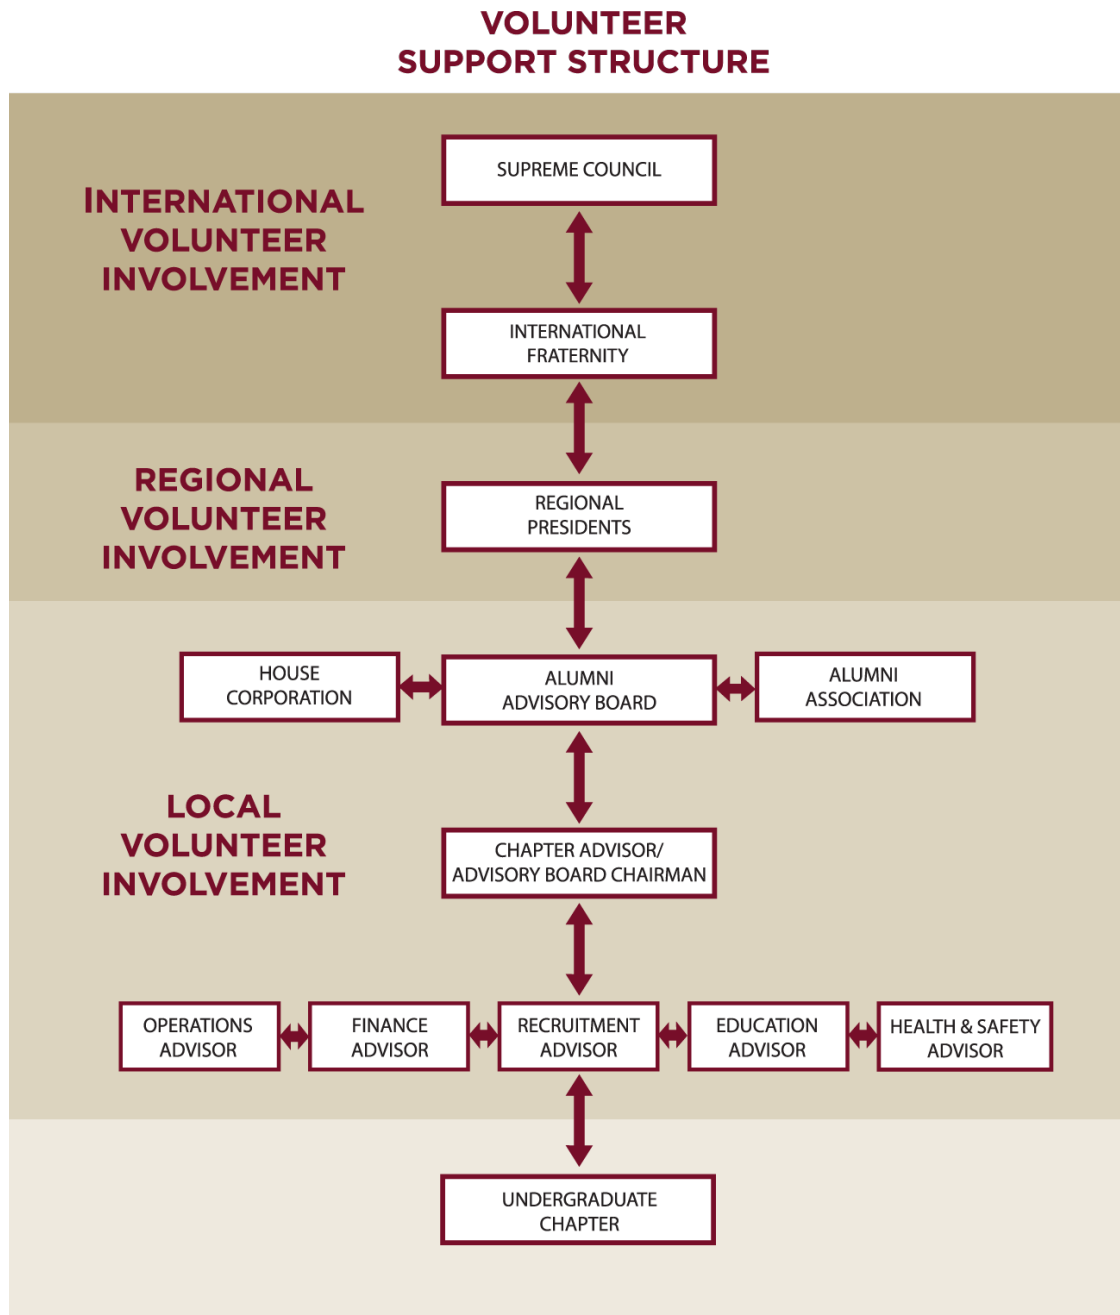 VOLUNTEER
SUPPORT STRUCTURE
SUPREME COUNCIL
INTERNATIONAL
VOLUNTEER
INVOLVEMENT
INTERNATIONAL
FRATERNITY
REGIONAL
VOLUNTEER
INVOLVEMENT
REGIONAL
PRESIDENTS
HOUSE
CORPORATION
ALUMNI
ADVISORY BOARD
ALUMNI
ASSOCIATION
LOCAL
VOLUNTEER
INVOLVEMENT
CHAPTER ADVISOR/
ADVISORY BOARD CHAIRMAN
OPERATIONS
ADVISOR
FINANCE
ADVISOR
RECRUITMENT
ADVISOR
EDUCATION
ADVISOR
HEALTH & SAFETY
ADVISOR
UNDERGRADUATE
CHAPTER